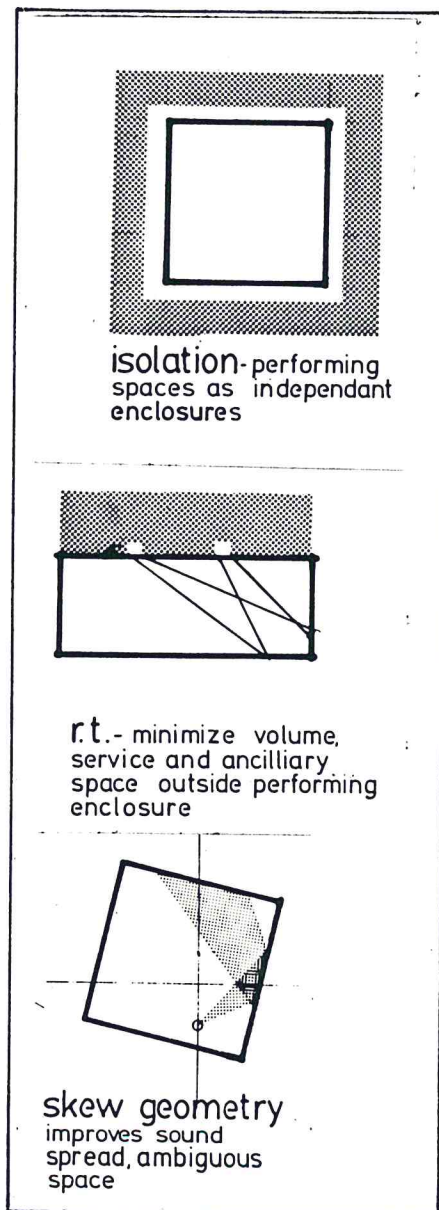 isolation-performing
spaces as independant
enclosures
r.t.- minimize volume,
service and ancilliary
space outside performing
enclosure
skew geometry
improves sound
spread, ambiguous
space